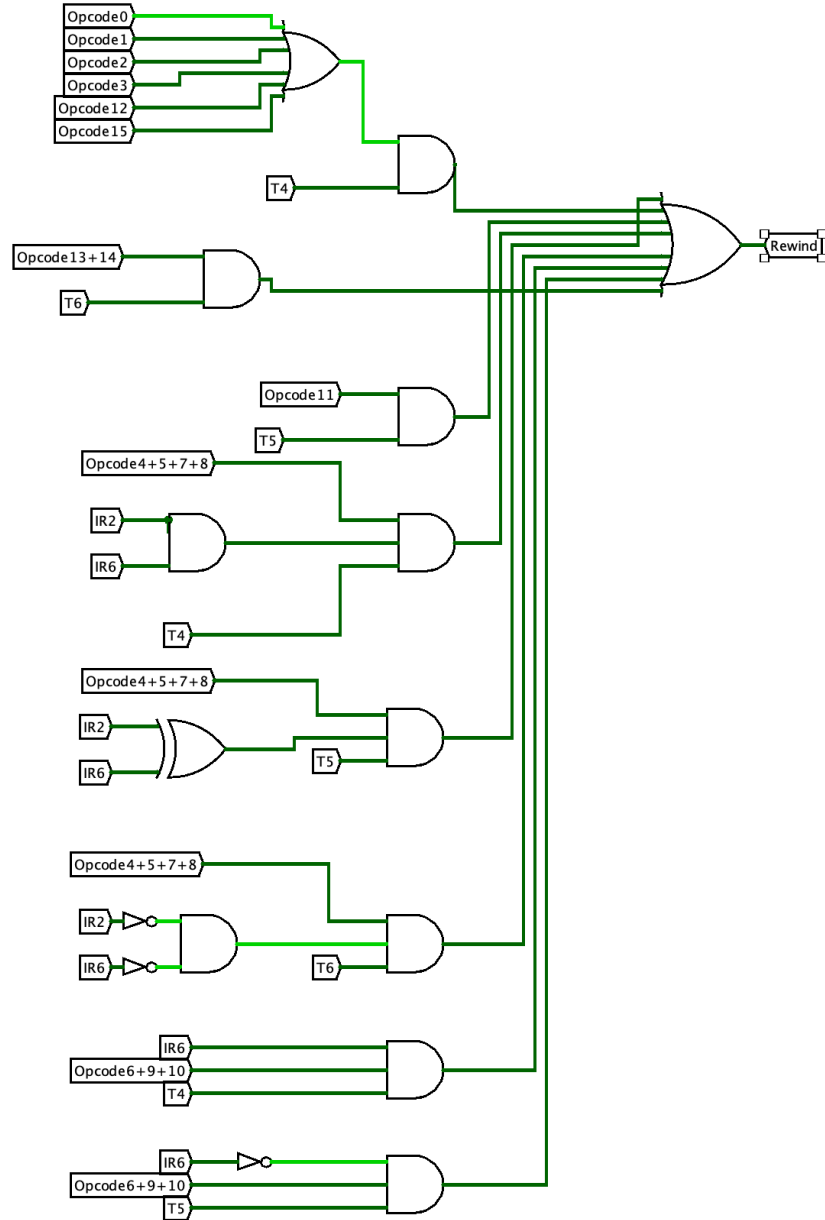 Opcode0
Opcode1
Opcode2
Opcode3
Opcode12
Opcode15
T4
Rewind
Opcode13+14
T6
Opcode11
T5
Opcode4+5+7+8
IR2
IR6
T4
Opcode4+5+7+8
IR2
T5
IR6
Opcode4+5+7+8
IR2
IR6
T6
IR6
Opcode6+9+10
T4
IR6
Opcode6+9+10
T5